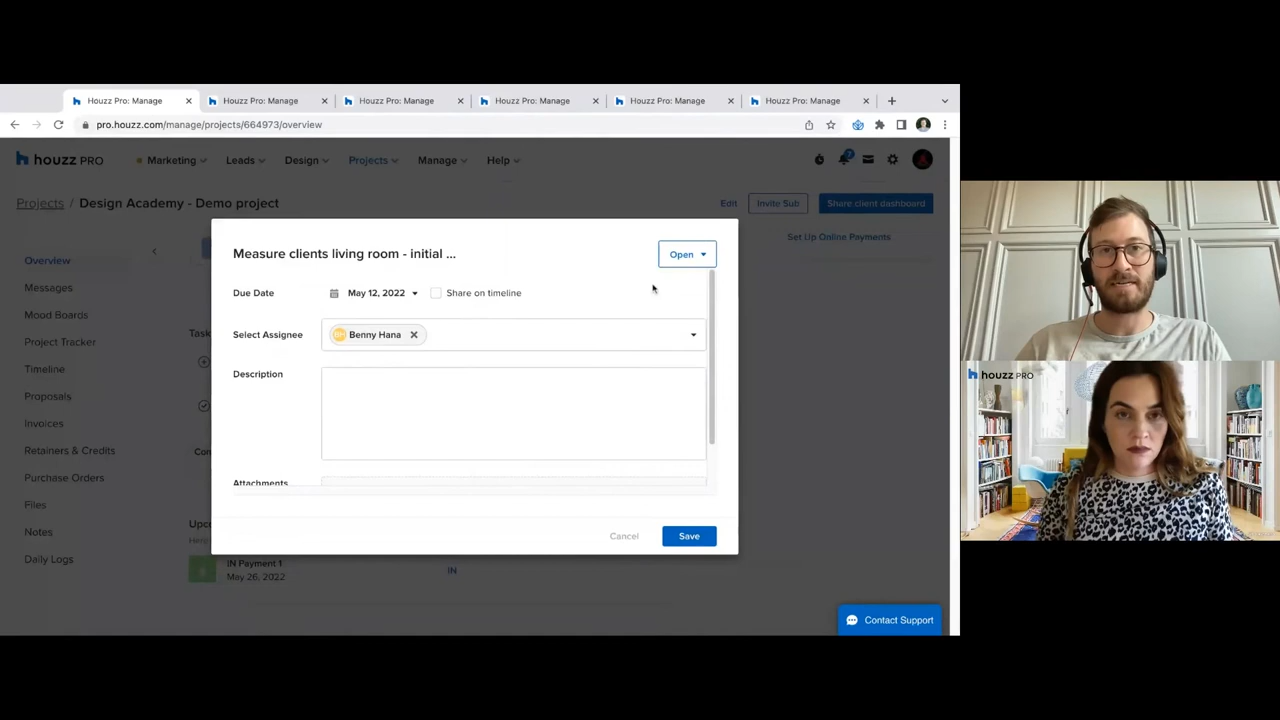 Houzz Pro: Manage
Houzz Pro: Manage
Houzz Pro: Manage
Houzz Pro: Manage
Houzz Pro: Manage
Houzz Pro: Manage
pro.houzz.com/manage/projects/664973/overview
houzz PRO
Marketing
Leads
Design
Projects
Manage
Help
Projects
Design Academy - Demo project
Edit
Invite Sub
Share client dashboard
Set Up Online Payments
Overview
Messages
Mood Boards
Project Tracker
Timeline
Proposals
Invoices
Retainers & Credits
Purchase Orders
Files
Notes
Daily Logs
Measure clients living room - initial ...
Open
Due Date
May 12, 2022
Share on timeline
Select Assignee
Benny Hana
Description
Attachments
Cancel
Save
IN Payment 1
May 26, 2022
IN
Contact Support
houzz PRO